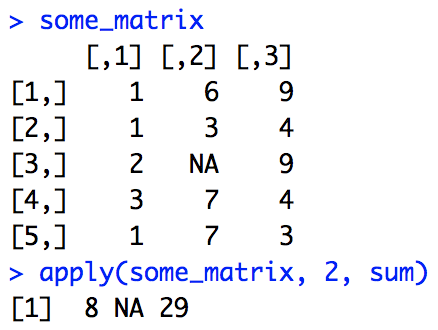 > some_matrix
     [,1] [,2] [,3]
[1,]    1    6    9
[2,]    1    3    4
[3,]    2   NA    9
[4,]    3    7    4
[5,]    1    7    3
> apply(some_matrix, 2, sum)
[1]  8 NA 29